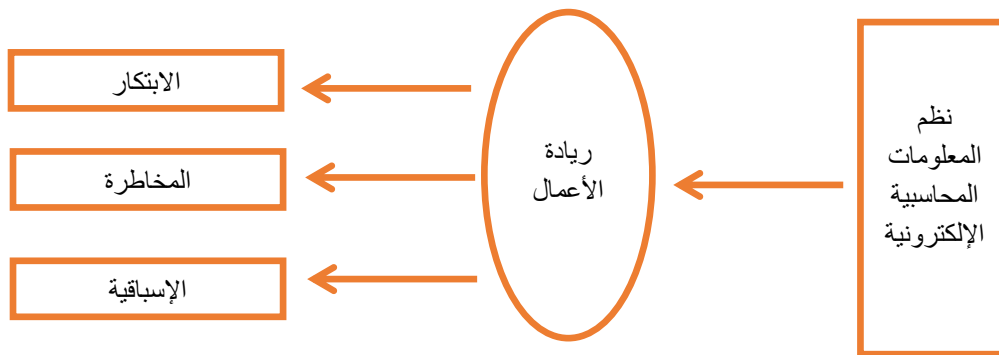 نظم
المعلومات
المحاسبية
الإلكترونية
ريادة
الأعمال
الابتكار
المخاطرة
الإسباقية